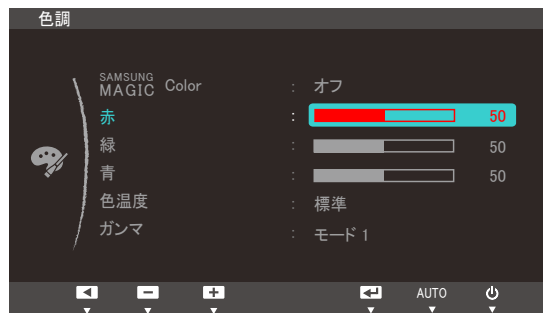 色調
SAMSUNG MAGIC Color : オフ
赤 : 50
緑 : 50
青 : 50
色温度 : 標準
ガンマ : モード 1
AUTO